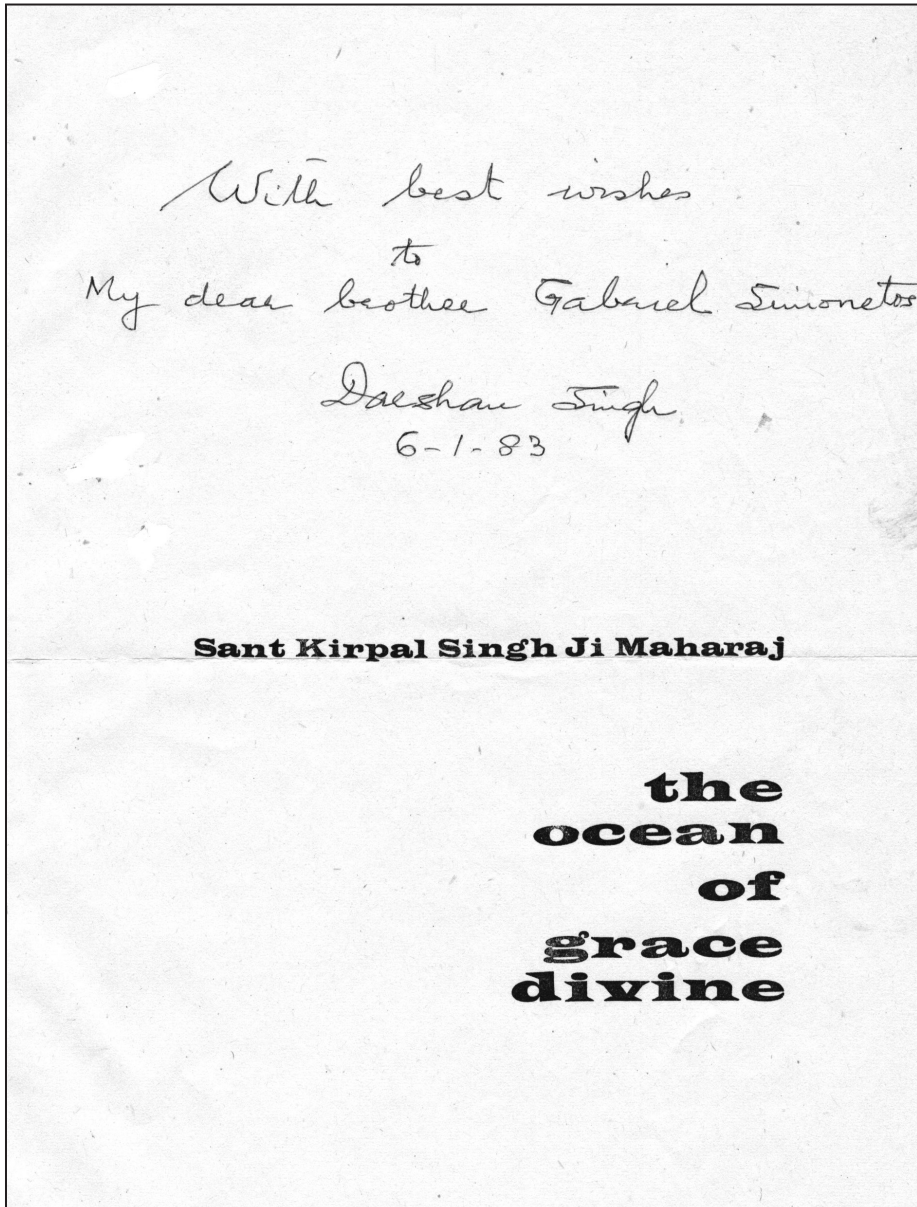 With best wishes
to
My dear brother Gabriel Simonetos
Darshan Singh
6-1-83
Sant Kirpal Singh Ji Maharaj
the
ocean
of
grace
divine